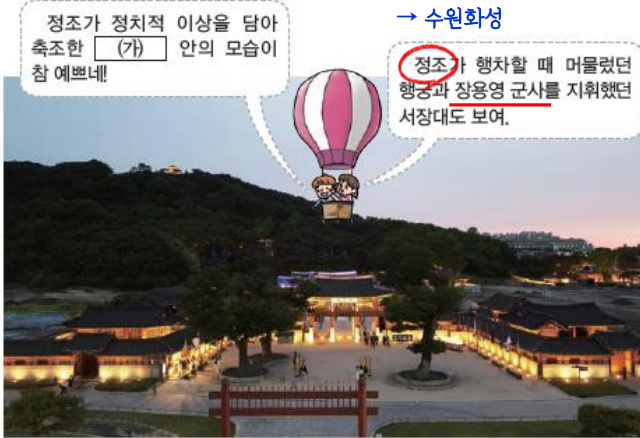 정조가 정치적 이상을 담아
축조한 (가) 안의 모습이
참 예쁘네!
→ 수원화성
정조가 행차할 때 머물렀던
행궁과 장용영 군사를 지휘했던
서장대도 보여.